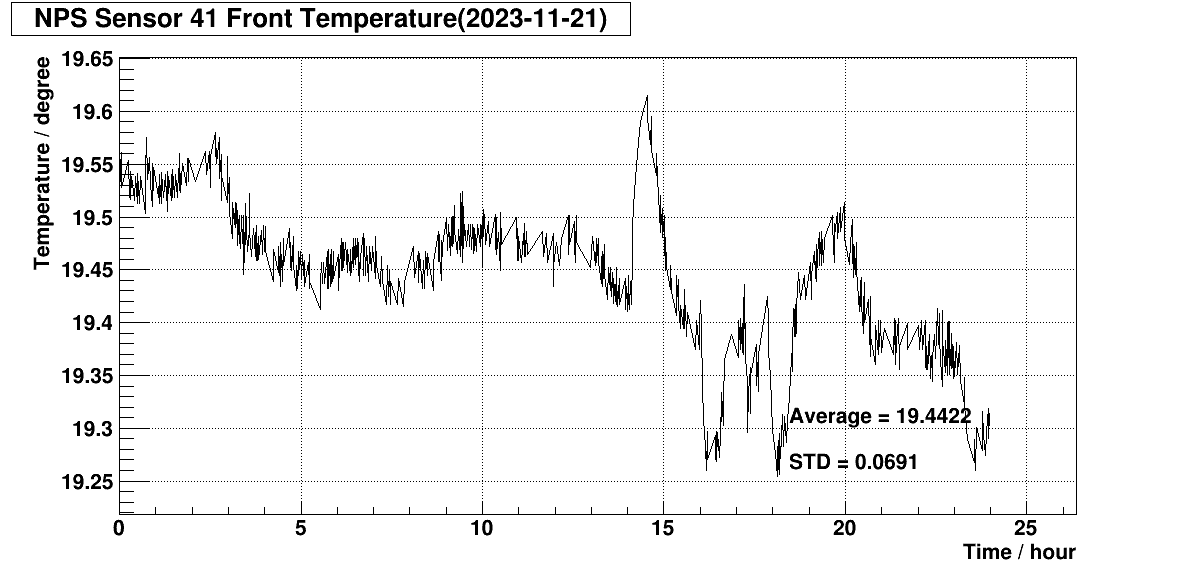 NPS Sensor 41 Front Temperature(2023-11-21)
Temperature / degree
19.65
19.6
19.55
19.5
19.45
19.4
19.35
19.3
19.25
Average = 19.4422
STD = 0.0691
0 5 10 15 20 25
Time / hour